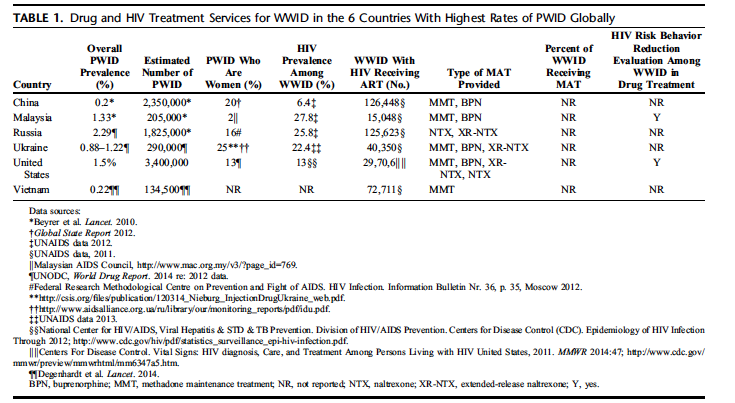 TABLE 1. Drug and HIV Treatment Services for WWID in the 6 Countries With Highest Rates of PWID Globally
Country Overall PWID Prevalence (%) Estimated Number of PWID PWID Who Are Women (%) HIV Prevalence Among WWID (%) WWID With HIV Receiving ART (No.) Type of MAT Provided Percent of WWID Receiving MAT HIV Risk Behavior Reduction Evaluation Among WWID in Drug Treatment
China 0.2* 2,350,000* 20† 6.4‡ 126,448§ MMT, BPN NR NR
Malaysia 1.33* 205,000* 2‖ 27.8‡ 15,048§ MMT, BPN NR Y
Russia 2.29¶ 1,825,000* 16# 25.8‡ 125,623§ NTX, XR-NTX NR NR
Ukraine 0.88–1.22¶ 290,000¶ 25**†† 22.4‡‡ 40,350§ MMT, BPN, XR-NTX NR NR
United States 1.5% 3,400,000 13¶ 13§§ 29,70,6‖‖ MMT, BPN, XR-NTX, NTX NR Y
Vietnam 0.22¶¶ 134,500¶¶ NR NR 72,711§ MMT NR NR
Data sources:
*Beyrer et al. Lancet. 2010.
†Global State Report 2012.
‡UNAIDS data 2012.
§UNAIDS data, 2011.
‖Malaysian AIDS Council, http://www.mac.org.my/v3/?page_id=769.
¶UNODC, World Drug Report. 2014 re: 2012 data.
#Federal Research Methodological Centre on Prevention and Fight of AIDS. HIV Infection. Information Bulletin Nr. 36, p. 35, Moscow 2012.
**http://csis.org/files/publication/120314_Nieburg_InjectionDrugUkraine_web.pdf.
††http://www.aidsalliance.org.ua/ru/library/our/monitoring_reports/pdf/idu.pdf.
‡‡UNAIDS data 2013.
§§National Center for HIV/AIDS, Viral Hepatitis & STD & TB Prevention. Division of HIV/AIDS Prevention. Centers for Disease Control (CDC). Epidemiology of HIV Infection
Through 2012; http://www.cdc.gov/hiv/pdf/statistics_surveillance_epi-hiv-infection.pdf.
‖‖Centers For Disease Control. Vital Signs: HIV diagnosis, Care, and Treatment Among Persons Living with HIV United States, 2011. MMWR 2014:47; http://www.cdc.gov/
mmwr/preview/mmwrhtml/mm6347a5.htm.
¶¶Degenhardt et al. Lancet. 2014.
BPN, buprenorphine; MMT, methadone maintenance treatment; NR, not reported; NTX, naltrexone; XR-NTX, extended-release naltrexone; Y, yes.